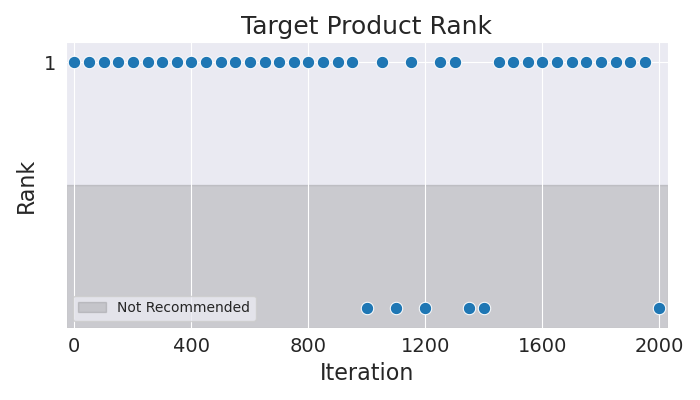 Target Product Rank
1
Rank
Not Recommended
0 400 800 1200 1600 2000
Iteration